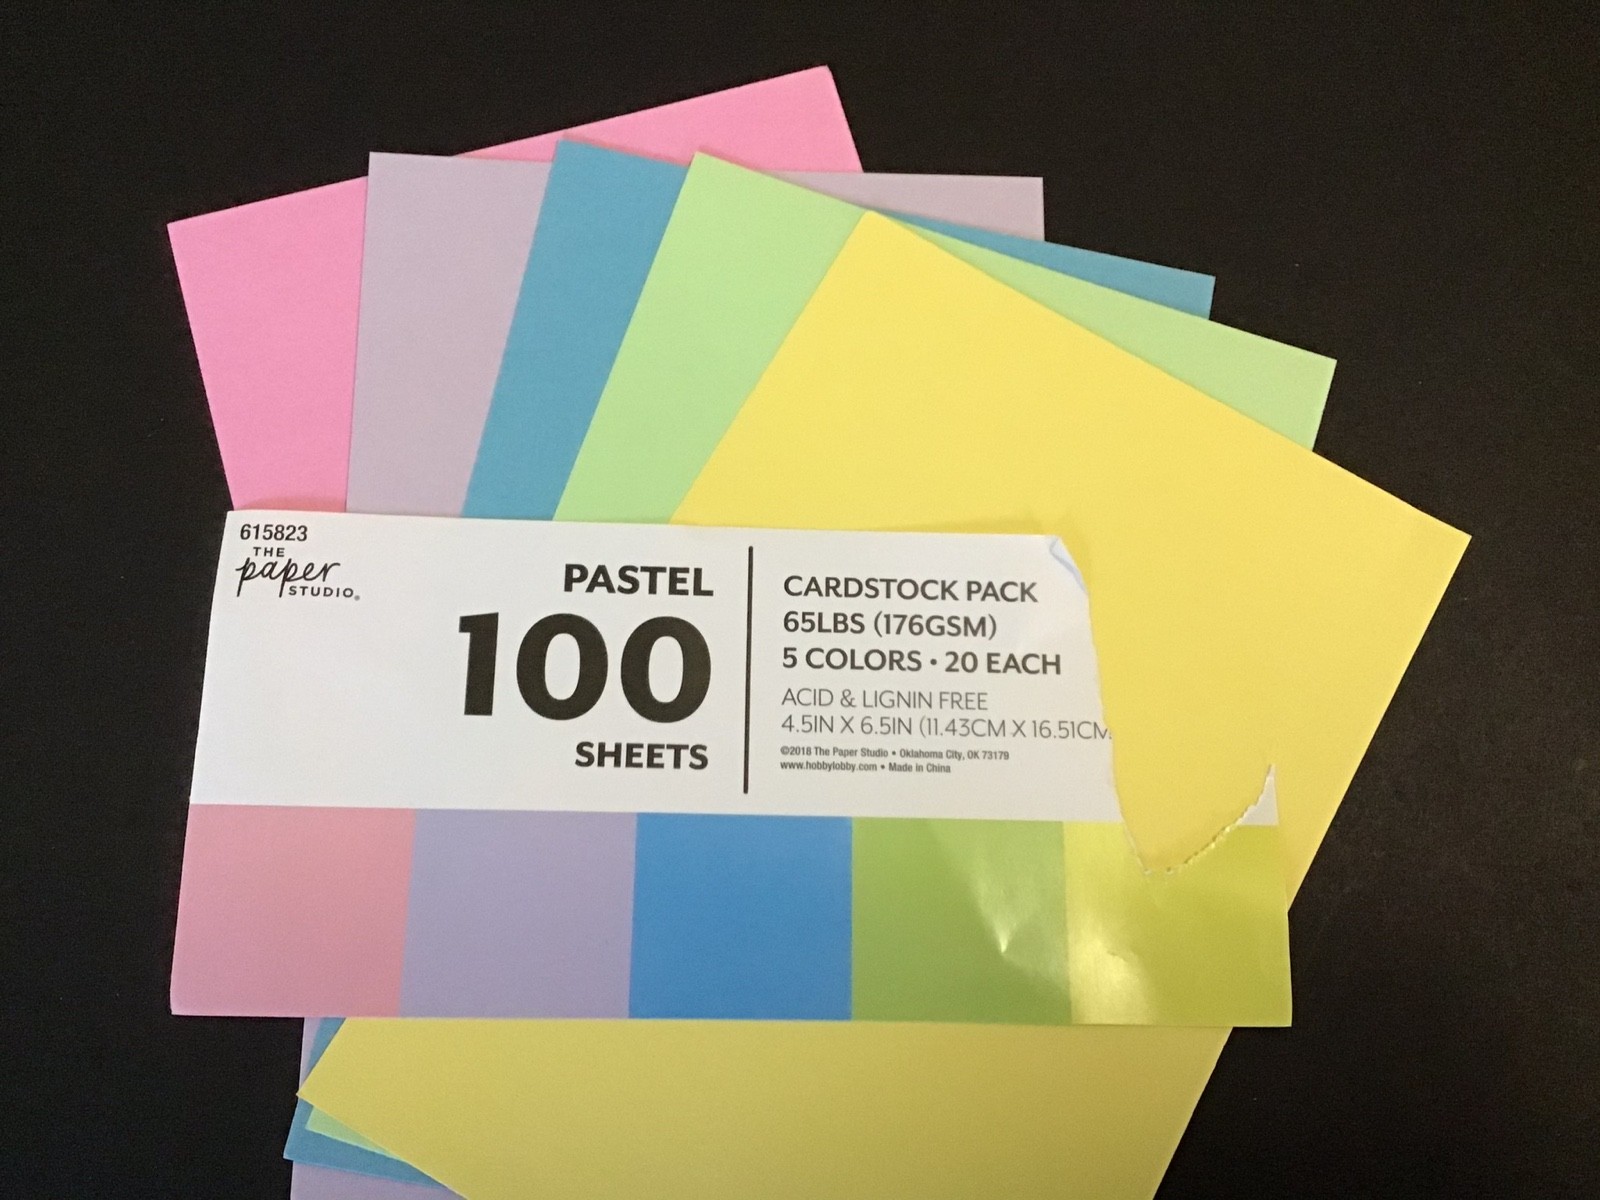 615823
THE
paper
STUDIO®
PASTEL
100
SHEETS
CARDSTOCK PACK
65LBS (176GSM)
5 COLORS • 20 EACH
ACID & LIGNIN FREE
4.5IN X 6.5IN (11.43CM X 16.51CM
©2018 The Paper Studio • Oklahoma City, OK 73179
www.hobbylobby.com • Made in China